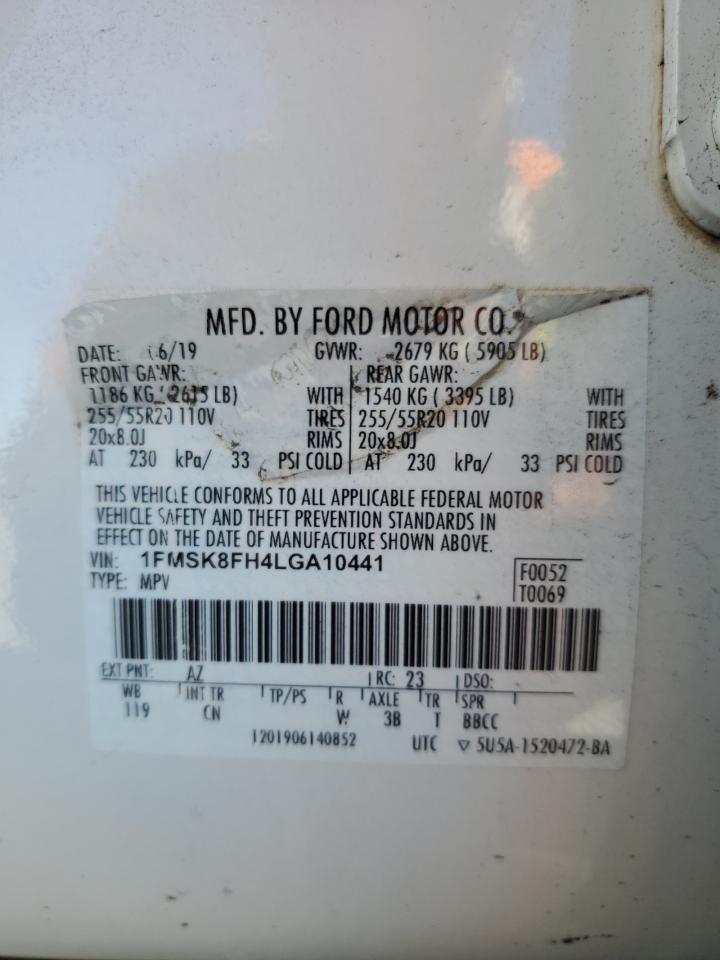 MFD. BY FORD MOTOR CO.
DATE: 6/19 GVWR: 2679 KG ( 5905 LB)
FRONT GAWR: REAR GAWR:
1186 KG ( 2615 LB) WITH 1540 KG ( 3395 LB) WITH
255/55R20 110V TIRES 255/55R20 110V TIRES
20x8.0J RIMS 20x8.0J RIMS
AT 230 kPa/ 33 PSI COLD AT 230 kPa/ 33 PSI COLD
THIS VEHICLE CONFORMS TO ALL APPLICABLE FEDERAL MOTOR
VEHICLE SAFETY AND THEFT PREVENTION STANDARDS IN
EFFECT ON THE DATE OF MANUFACTURE SHOWN ABOVE.
VIN: 1FMSK8FH4LGA10441
TYPE: MPV
F0052
T0069
EXT PNT: AZ RC: 23 DSO:
WB INT TR TP/PS R AXLE TR SPR
119 CN W 3B T BBCC
1201906140852 UTC ▽ 5U5A-1520472-BA